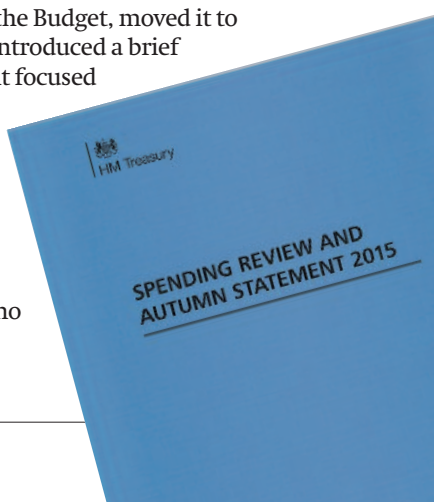 the Budget, moved it to
ntroduced a brief
t focused
no
HM Treasury
SPENDING REVIEW AND
AUTUMN STATEMENT 2015